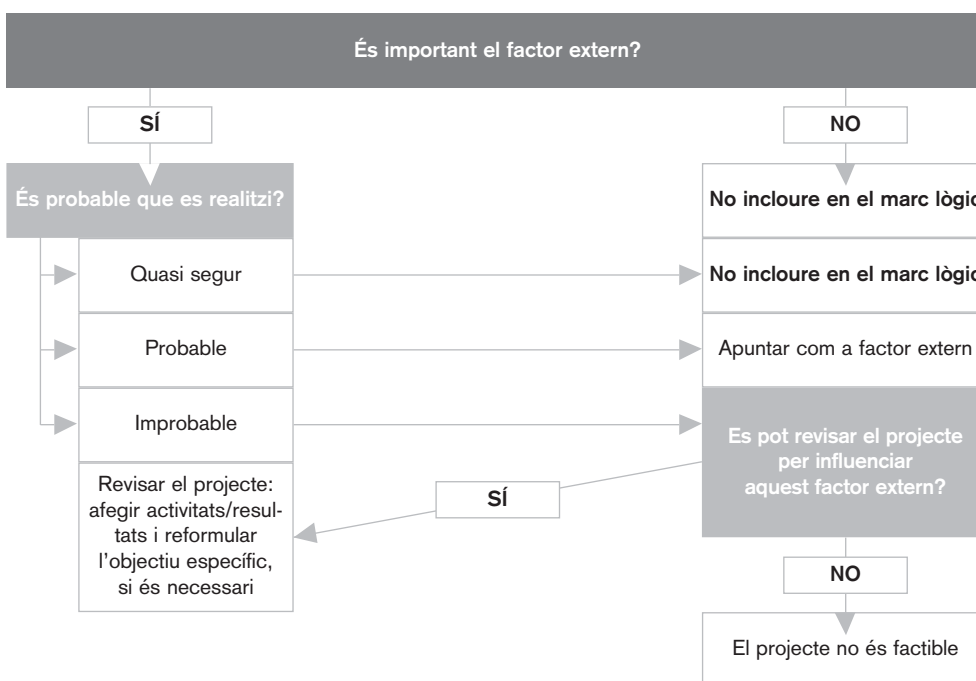 És important el factor extern?
SÍ
NO
És probable que es realitzi?
No incloure en el marc lògic
Quasi segur
No incloure en el marc lògic
Probable
Apuntar com a factor extern
Improbable
Es pot revisar el projecte
per influenciar
aquest factor extern?
Revisar el projecte:
afegir activitats/resul-
tats i reformular
l'objectiu específic,
si és necessari
SÍ
NO
El projecte no és factible